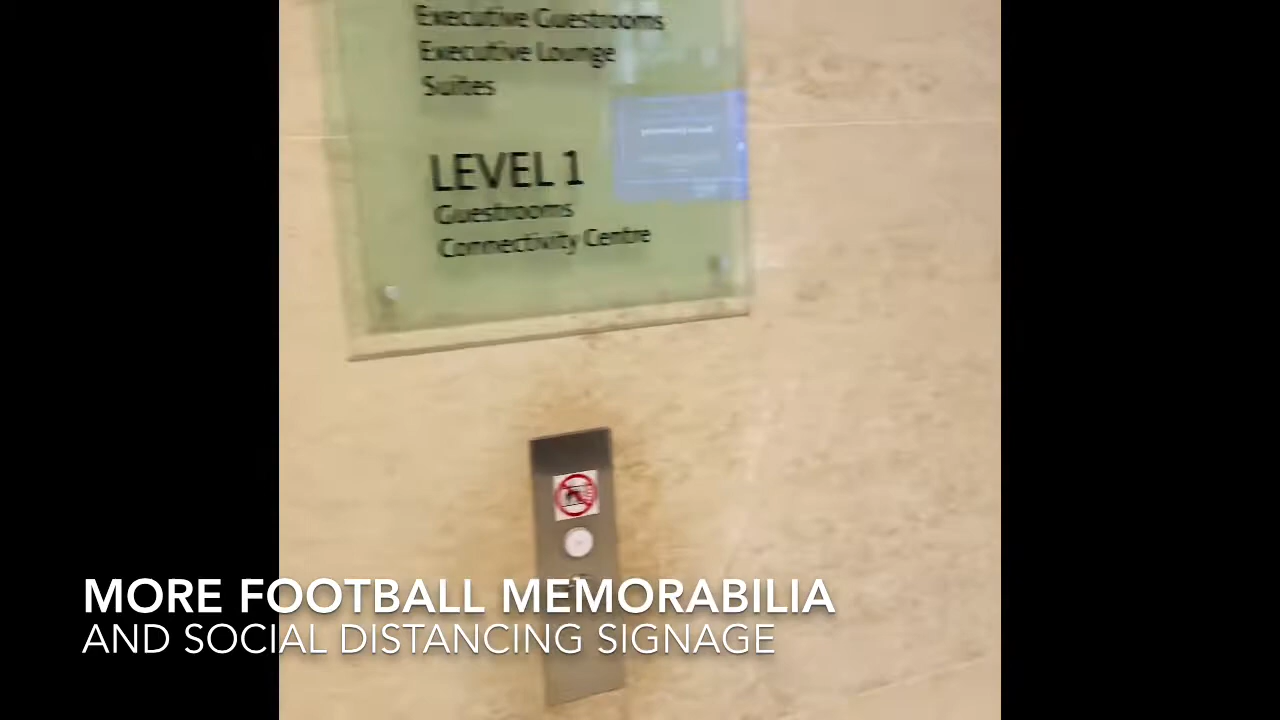 Executive Guestrooms
Executive Lounge
Suites
LEVEL 1
Guestrooms
Connectivity Centre
MORE FOOTBALL MEMORABILIA
AND SOCIAL DISTANCING SIGNAGE